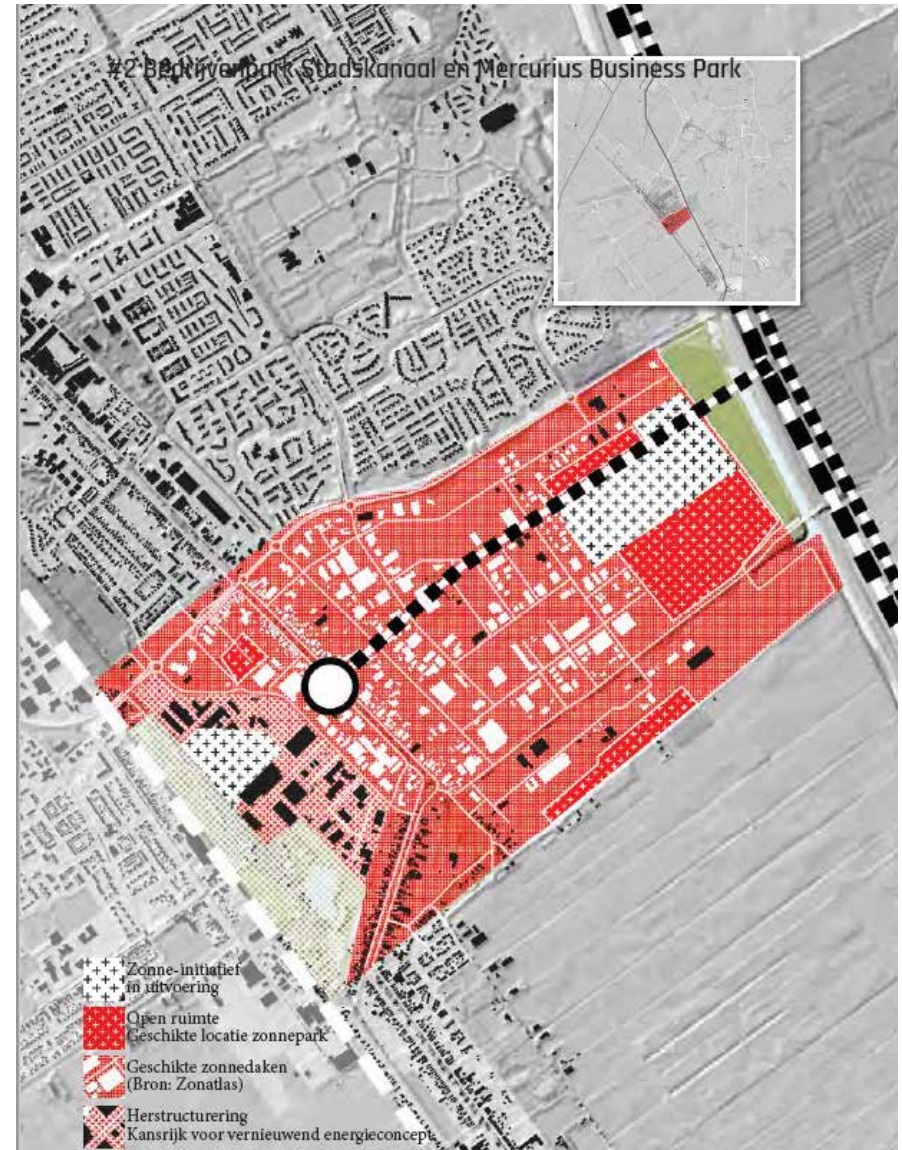 #2 Bedrijvenpark Stadskanaal en Mercurius Business Park
Zonne-initiatief
in uitvoering
Open ruimte
Geschikte locatie zonnepark
Geschikte zonnedaken
(Bron: Zonatlas)
Herstructurering
Kansrijk voor vernieuwend energieconcept